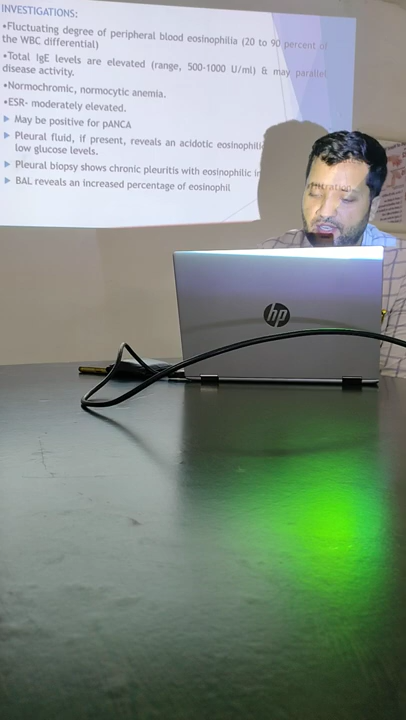 INVESTIGATIONS:
•Fluctuating degree of peripheral blood eosinophilia (20 to 90 percent of
the WBC differential)
•Total IgE levels are elevated (range, 500-1000 U/ml) & may parallel
disease activity.
•Normochromic, normocytic anemia.
•ESR- moderately elevated.
▶ May be positive for pANCA
▶ Pleural fluid, if present, reveals an acidotic eosinophili
low glucose levels.
▶ Pleural biopsy shows chronic pleuritis with eosinophilic in
filtration
▶ BAL reveals an increased percentage of eosinophil
hp